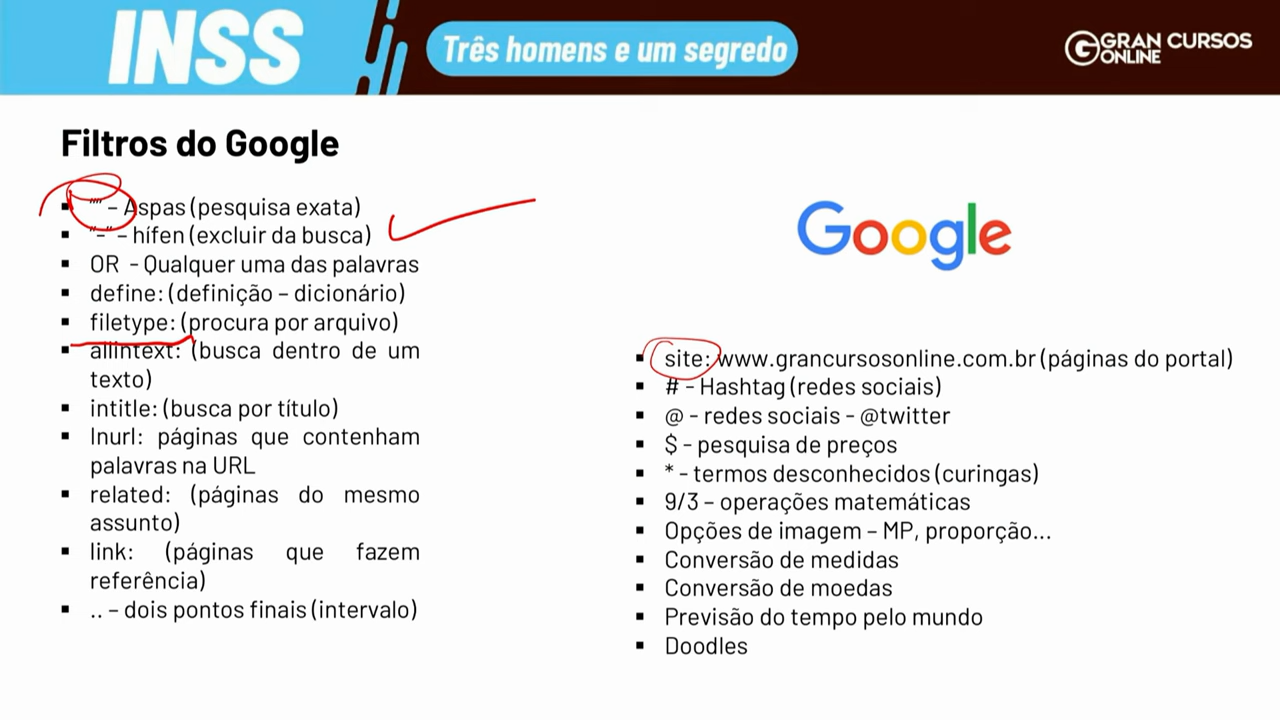 INSS
Três homens e um segredo
GRAN CURSOS
ONLINE
Filtros do Google
▪ "" – Aspas (pesquisa exata)
▪ "-" – hífen (excluir da busca)
▪ OR - Qualquer uma das palavras
▪ define: (definição – dicionário)
▪ filetype: (procura por arquivo)
▪ allintext: (busca dentro de um
texto)
▪ intitle: (busca por título)
▪ Inurl: páginas que contenham
palavras na URL
▪ related: (páginas do mesmo
assunto)
▪ link: (páginas que fazem
referência)
▪ .. – dois pontos finais (intervalo)
Google
▪ site: www.grancursosonline.com.br (páginas do portal)
▪ # - Hashtag (redes sociais)
▪ @ - redes sociais - @twitter
▪ $ - pesquisa de preços
▪ * - termos desconhecidos (curingas)
▪ 9/3 – operações matemáticas
▪ Opções de imagem – MP, proporção...
▪ Conversão de medidas
▪ Conversão de moedas
▪ Previsão do tempo pelo mundo
▪ Doodles